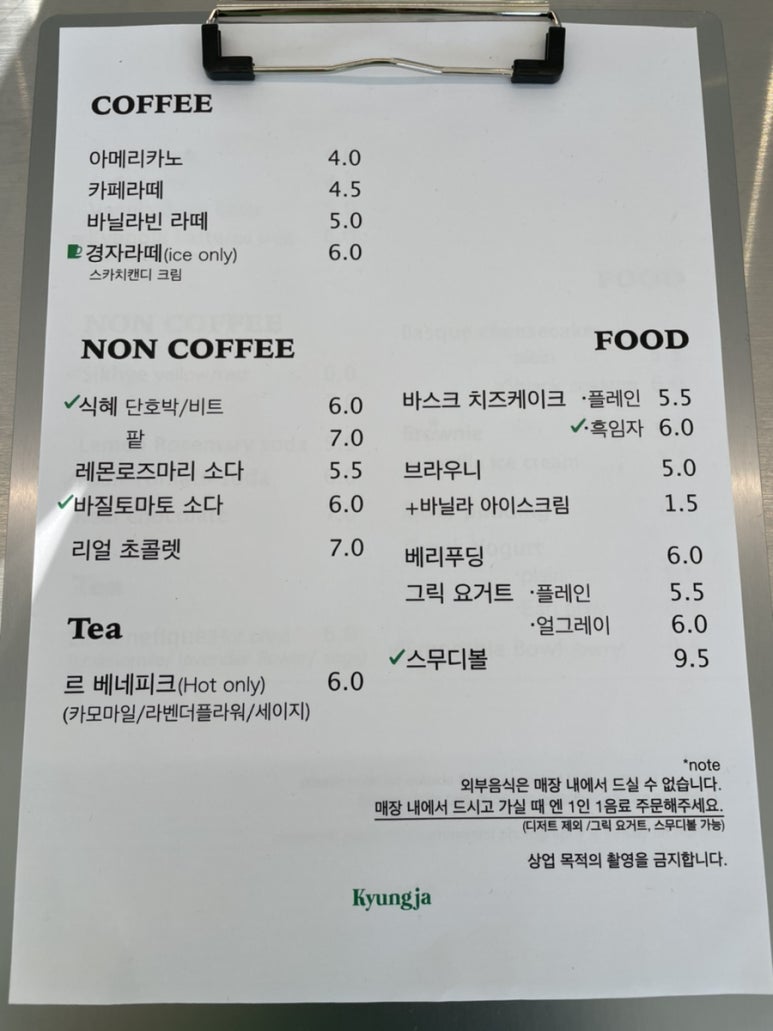 COFFEE
아메리카노 4.0
카페라떼 4.5
바닐라빈 라떼 5.0
경자라떼(ice only) 6.0
스카치캔디 크림
NON COFFEE
✓식혜 단호박/비트 6.0
팥 7.0
레몬로즈마리 소다 5.5
✓바질토마토 소다 6.0
리얼 초콜렛 7.0
Tea
르 베네피크(Hot only) 6.0
(카모마일/라벤더플라워/세이지)
FOOD
바스크 치즈케이크 ·플레인 5.5
✓·흑임자 6.0
브라우니 5.0
+바닐라 아이스크림 1.5
베리푸딩 6.0
그릭 요거트 ·플레인 5.5
·얼그레이 6.0
✓스무디볼 9.5
*note
외부음식은 매장 내에서 드실 수 없습니다.
매장 내에서 드시고 가실 때 엔 1인 1음료 주문해주세요.
(디저트 제외 /그릭 요거트, 스무디볼 가능)
상업 목적의 촬영을 금지합니다.
Kyungja